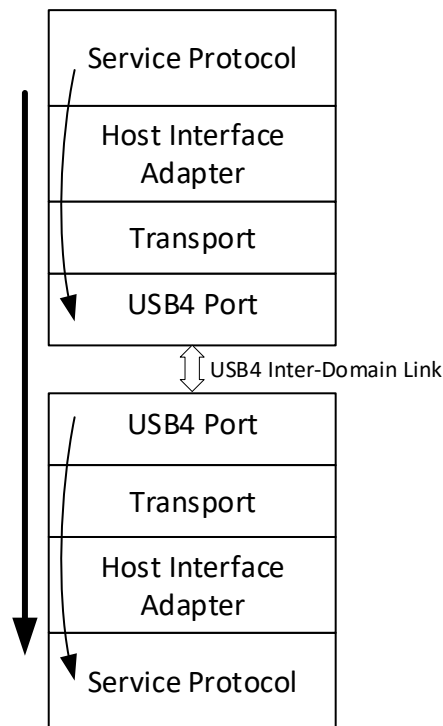 Service Protocol
Host Interface
Adapter
Transport
USB4 Port
USB4 Inter-Domain Link
USB4 Port
Transport
Host Interface
Adapter
Service Protocol